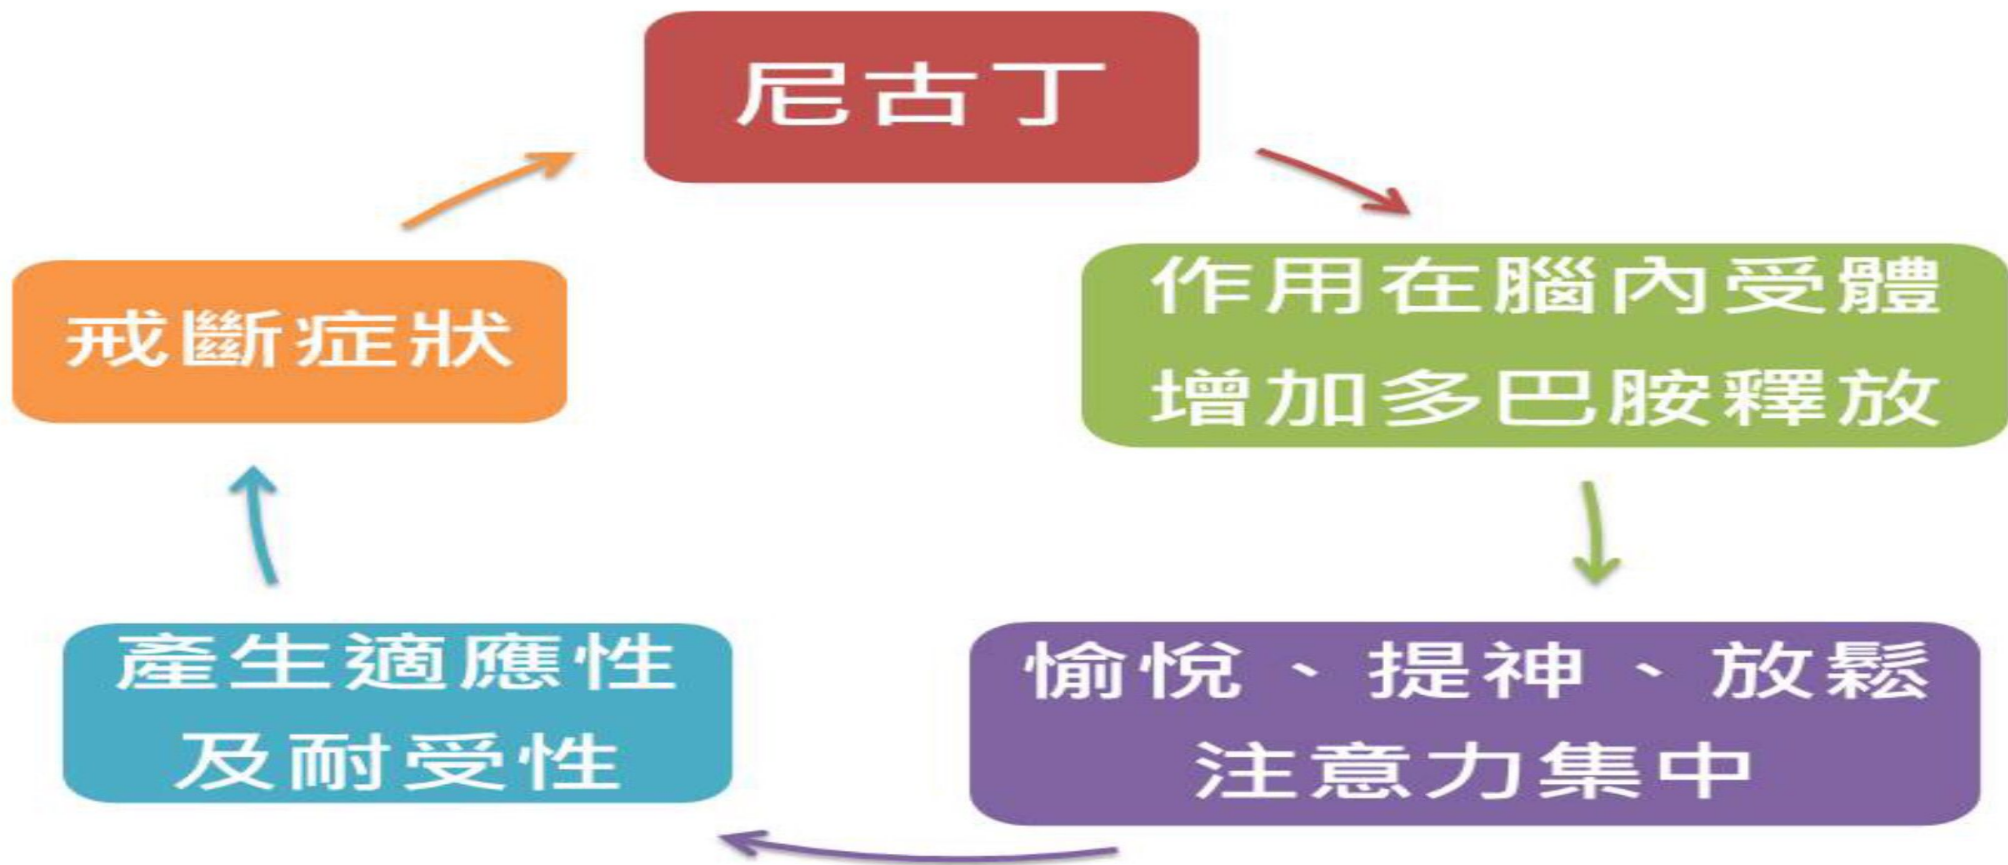 尼古丁
作用在腦內受體
增加多巴胺釋放
愉悅、提神、放鬆
注意力集中
產生適應性
及耐受性
戒斷症狀